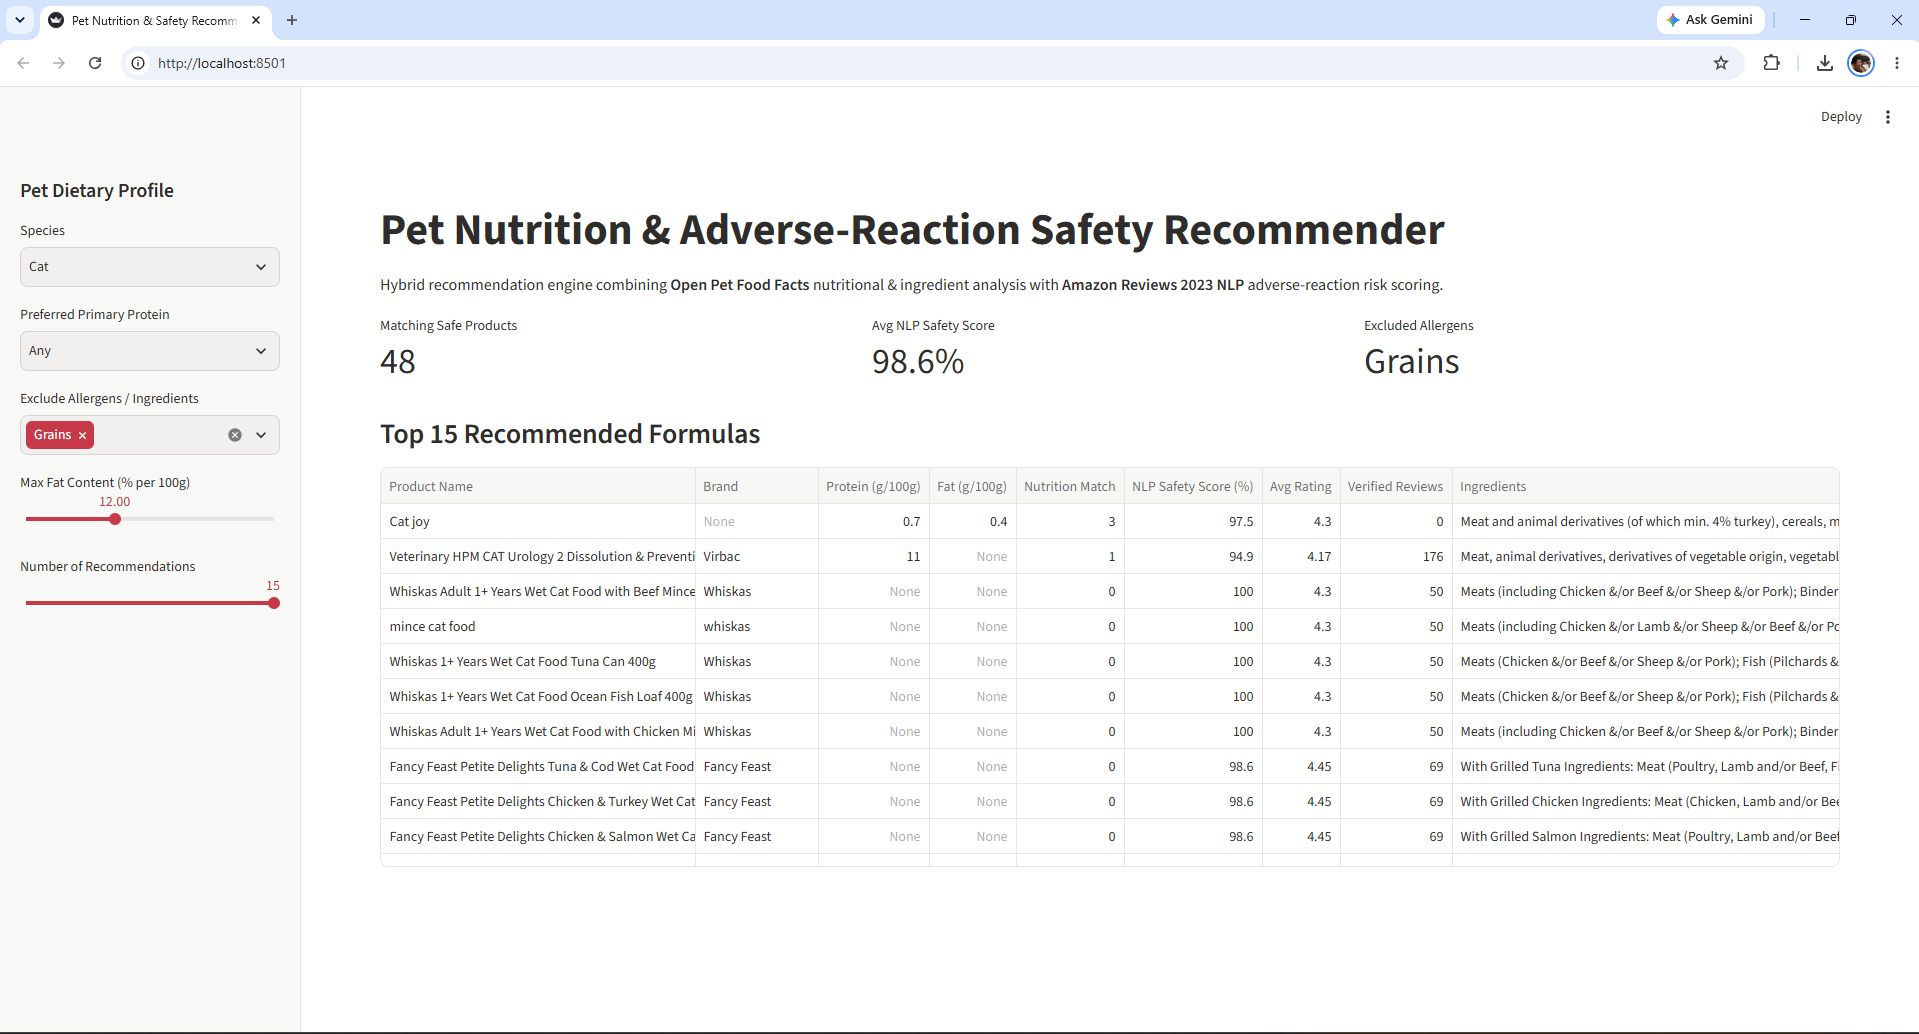 Pet Nutrition & Safety Recomm
Ask Gemini
http://localhost:8501
Deploy
Pet Dietary Profile
Species
Cat
Preferred Primary Protein
Any
Exclude Allergens / Ingredients
Grains
Max Fat Content (% per 100g)
12.00
Number of Recommendations
15
Pet Nutrition & Adverse-Reaction Safety Recommender
Hybrid recommendation engine combining Open Pet Food Facts nutritional & ingredient analysis with Amazon Reviews 2023 NLP adverse-reaction risk scoring.
Matching Safe Products Avg NLP Safety Score Excluded Allergens
48 98.6% Grains
Top 15 Recommended Formulas
Product Name Brand Protein (g/100g) Fat (g/100g) Nutrition Match NLP Safety Score (%) Avg Rating Verified Reviews Ingredients
Cat joy None 0.7 0.4 3 97.5 4.3 0 Meat and animal derivatives (of which min. 4% turkey), cereals, m
Veterinary HPM CAT Urology 2 Dissolution & Preventi Virbac 11 None 1 94.9 4.17 176 Meat, animal derivatives, derivatives of vegetable origin, vegetabl
Whiskas Adult 1+ Years Wet Cat Food with Beef Mince Whiskas None None 0 100 4.3 50 Meats (including Chicken &/or Beef &/or Sheep &/or Pork); Binder
mince cat food whiskas None None 0 100 4.3 50 Meats (including Chicken &/or Lamb &/or Sheep &/or Beef &/or Po
Whiskas 1+ Years Wet Cat Food Tuna Can 400g Whiskas None None 0 100 4.3 50 Meats (Chicken &/or Beef &/or Sheep &/or Pork); Fish (Pilchards &
Whiskas 1+ Years Wet Cat Food Ocean Fish Loaf 400g Whiskas None None 0 100 4.3 50 Meats (Chicken &/or Beef &/or Sheep &/or Pork); Fish (Pilchards &
Whiskas Adult 1+ Years Wet Cat Food with Chicken Mi Whiskas None None 0 100 4.3 50 Meats (including Chicken &/or Beef &/or Sheep &/or Pork); Binder
Fancy Feast Petite Delights Tuna & Cod Wet Cat Food Fancy Feast None None 0 98.6 4.45 69 With Grilled Tuna Ingredients: Meat (Poultry, Lamb and/or Beef, F
Fancy Feast Petite Delights Chicken & Turkey Wet Cat Fancy Feast None None 0 98.6 4.45 69 With Grilled Chicken Ingredients: Meat (Chicken, Lamb and/or Bee
Fancy Feast Petite Delights Chicken & Salmon Wet Ca Fancy Feast None None 0 98.6 4.45 69 With Grilled Salmon Ingredients: Meat (Poultry, Lamb and/or Beef